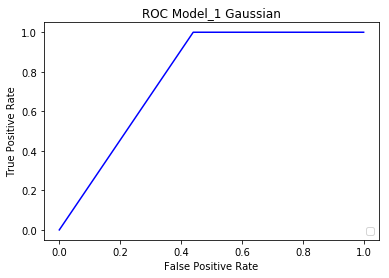 ROC Model_1 Gaussian
1.0
0.8
0.6
0.4
0.2
0.0
True Positive Rate
0.0 0.2 0.4 0.6 0.8 1.0
False Positive Rate